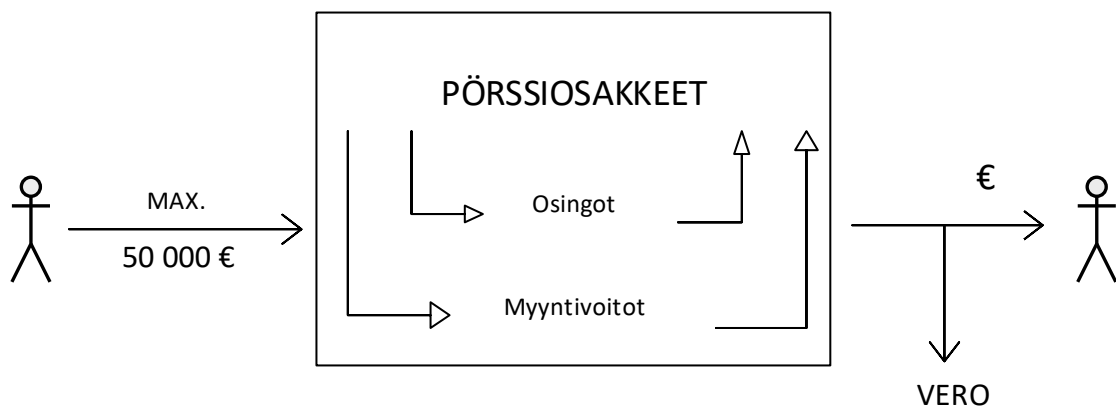 PÖRSSIOSAKKEET
MAX.
50 000 €
Osingot
Myyntivoitot
€
VERO